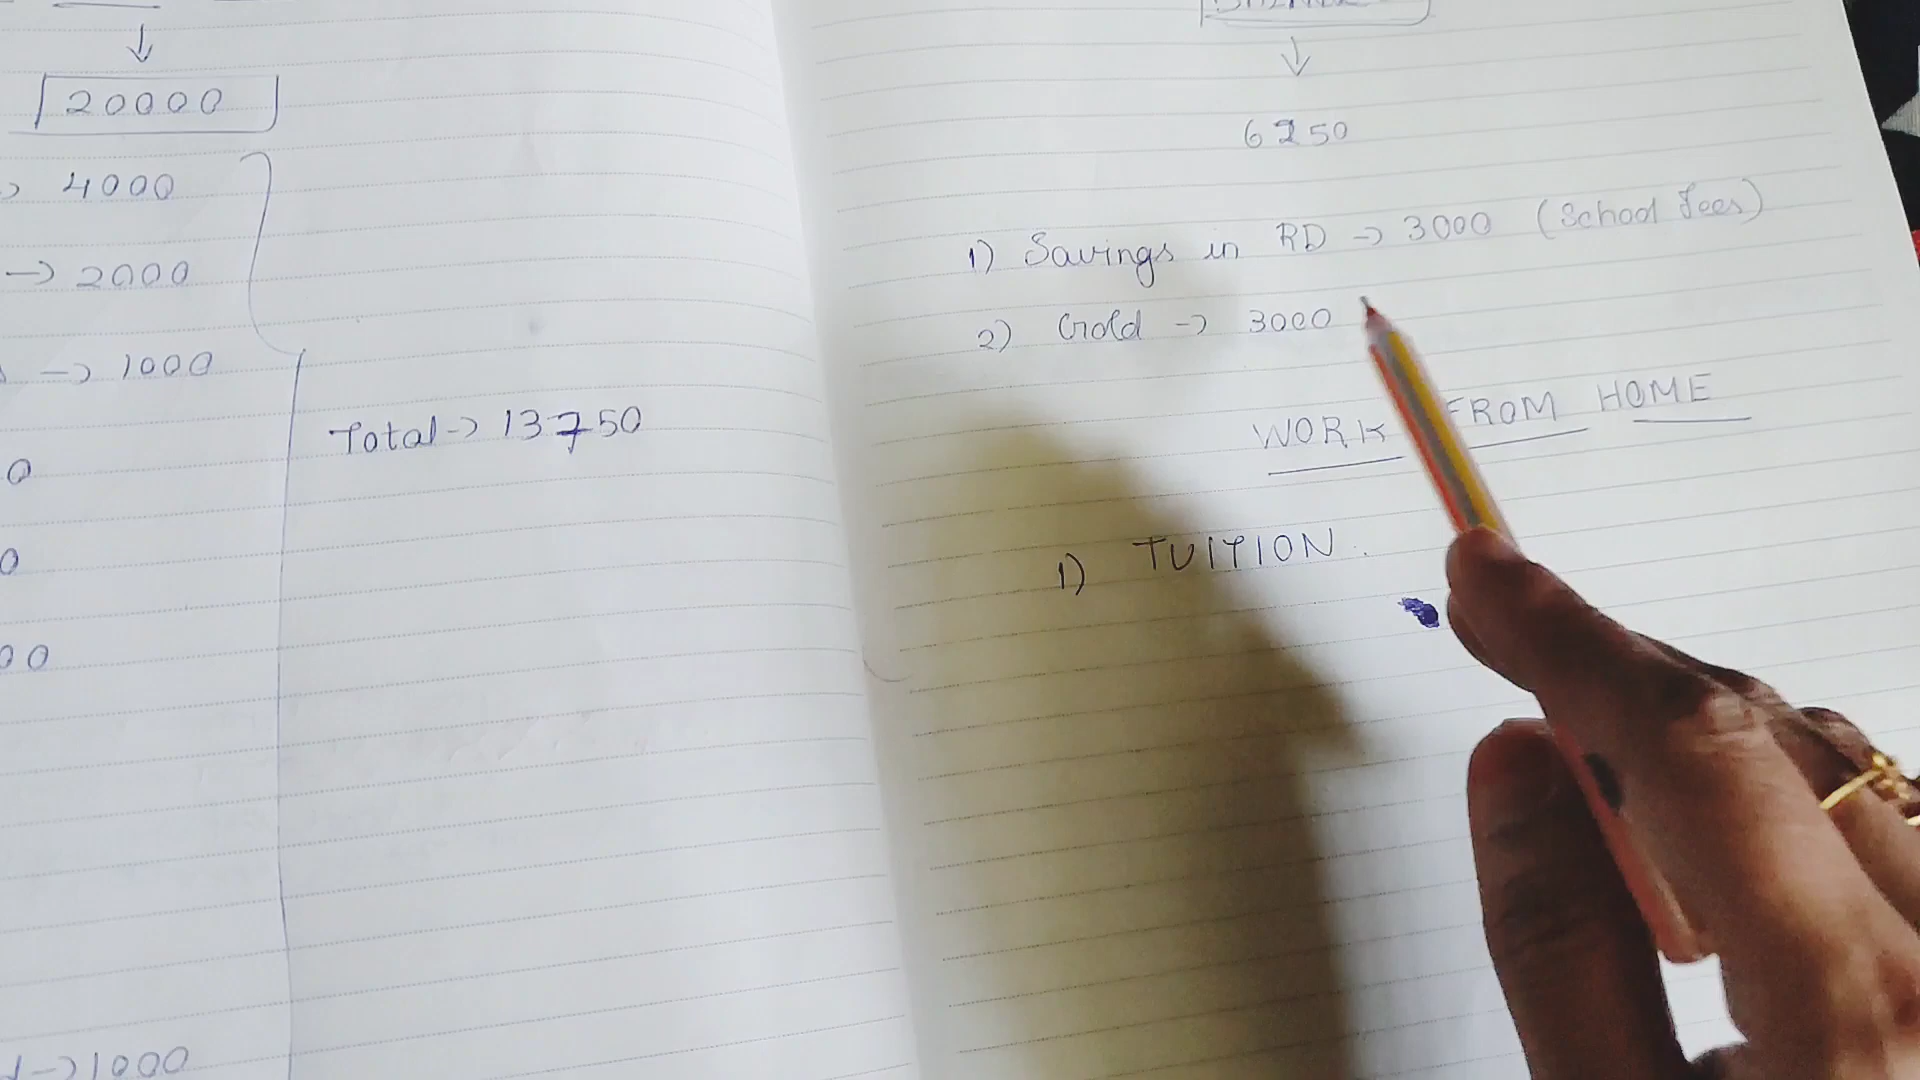 20000
→ 4000
→ 2000
→ 1000
Total → 13750
0
0
00
→ 1000
6250
1) Savings in RD → 3000 (School Fees)
2) Gold → 3000
WORK FROM HOME
1) TUITION.